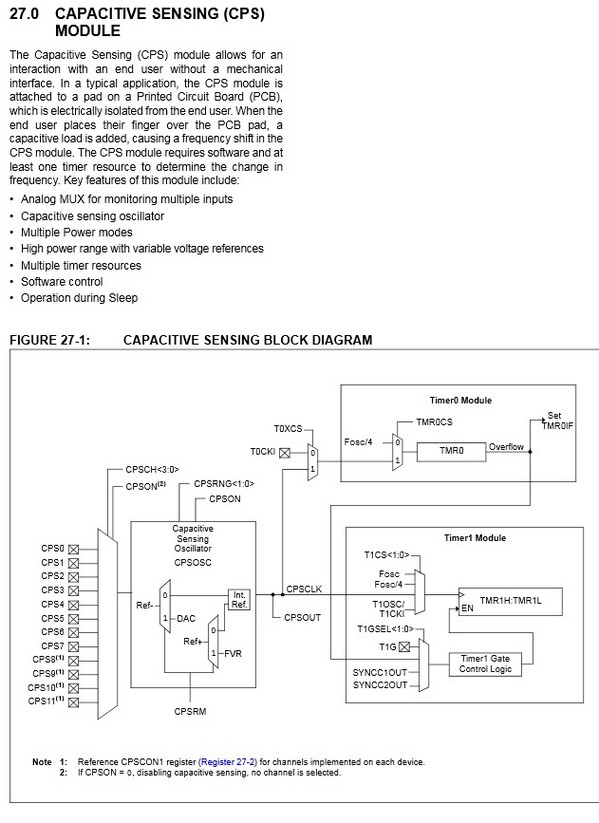 27.0 CAPACITIVE SENSING (CPS)
MODULE
The Capacitive Sensing (CPS) module allows for an
interaction with an end user without a mechanical
interface. In a typical application, the CPS module is
attached to a pad on a Printed Circuit Board (PCB),
which is electrically isolated from the end user. When the
end user places their finger over the PCB pad, a
capacitive load is added, causing a frequency shift in the
CPS module. The CPS module requires software and at
least one timer resource to determine the change in
frequency. Key features of this module include:
• Analog MUX for monitoring multiple inputs
• Capacitive sensing oscillator
• Multiple Power modes
• High power range with variable voltage references
• Multiple timer resources
• Software control
• Operation during Sleep
FIGURE 27-1: CAPACITIVE SENSING BLOCK DIAGRAM
Timer0 Module
T0XCS
TMR0CS
Set
TMR0IF
T0CKI
0
1
Fosc/4
0
1
TMR0
Overflow
CPSCH<3:0>
CPSON(2)
CPSRNG<1:0>
CPSON
Capacitive
Sensing
Oscillator
CPSOSC
CPS0
CPS1
CPS2
CPS3
CPS4
CPS5
CPS6
CPS7
CPS8(1)
CPS9(1)
CPS10(1)
CPS11(1)
Ref-
0
1
DAC
Int.
Ref.
Ref+
0
1
FVR
CPSRM
CPSCLK
CPSOUT
Timer1 Module
T1CS<1:0>
Fosc
Fosc/4
T1OSC/
T1CKI
TMR1H:TMR1L
EN
T1GSEL<1:0>
T1G
SYNCC1OUT
SYNCC2OUT
Timer1 Gate
Control Logic
Note 1: Reference CPSCON1 register (Register 27-2) for channels implemented on each device.
2: If CPSON = 0, disabling capacitive sensing, no channel is selected.